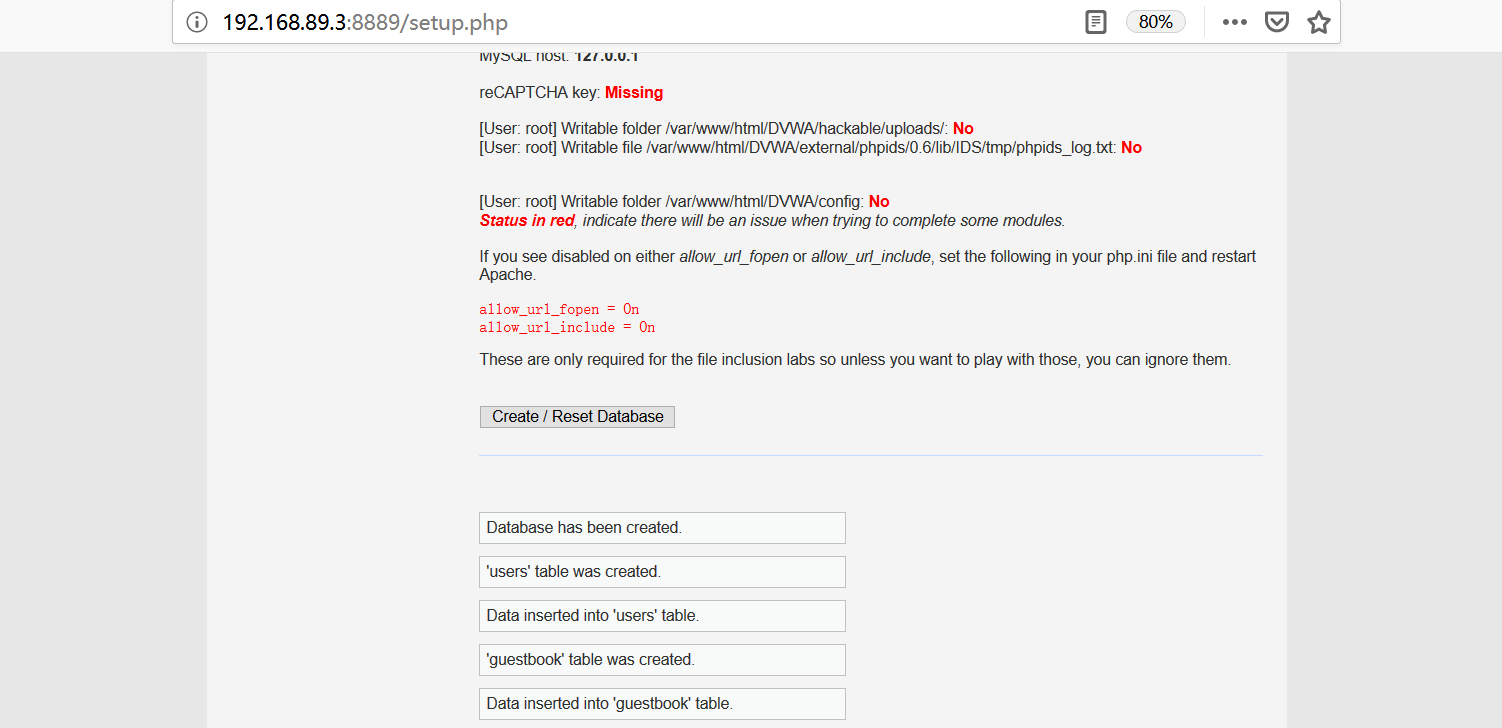 192.168.89.3:8889/setup.php
80%
MySQL host: 127.0.0.1
reCAPTCHA key: Missing
[User: root] Writable folder /var/www/html/DVWA/hackable/uploads/: No
[User: root] Writable file /var/www/html/DVWA/external/phpids/0.6/lib/IDS/tmp/phpids_log.txt: No
[User: root] Writable folder /var/www/html/DVWA/config: No
Status in red, indicate there will be an issue when trying to complete some modules.
If you see disabled on either allow_url_fopen or allow_url_include, set the following in your php.ini file and restart
Apache.
allow_url_fopen = On
allow_url_include = On
These are only required for the file inclusion labs so unless you want to play with those, you can ignore them.
Create / Reset Database
Database has been created.
'users' table was created.
Data inserted into 'users' table.
'guestbook' table was created.
Data inserted into 'guestbook' table.